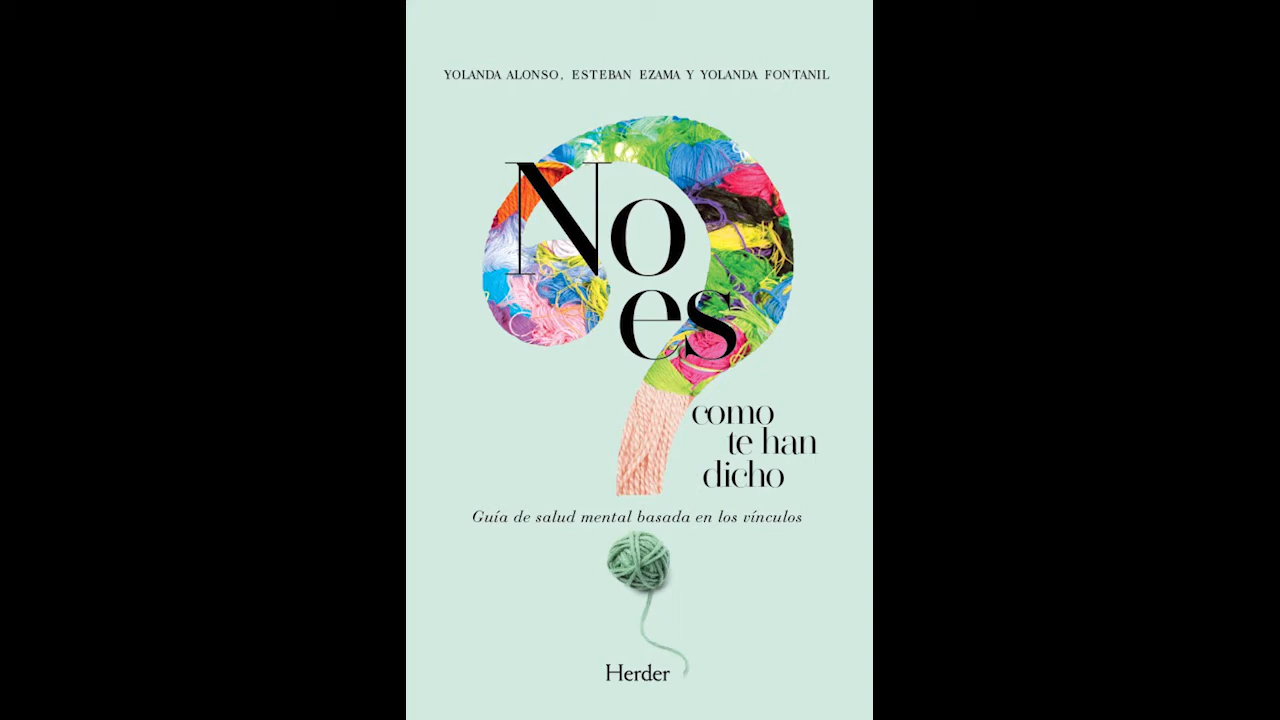 YOLANDA ALONSO, ESTEBAN EZAMA Y YOLANDA FONTANIL
No
es
como
te han
dicho
Guía de salud mental basada en los vínculos
Herder